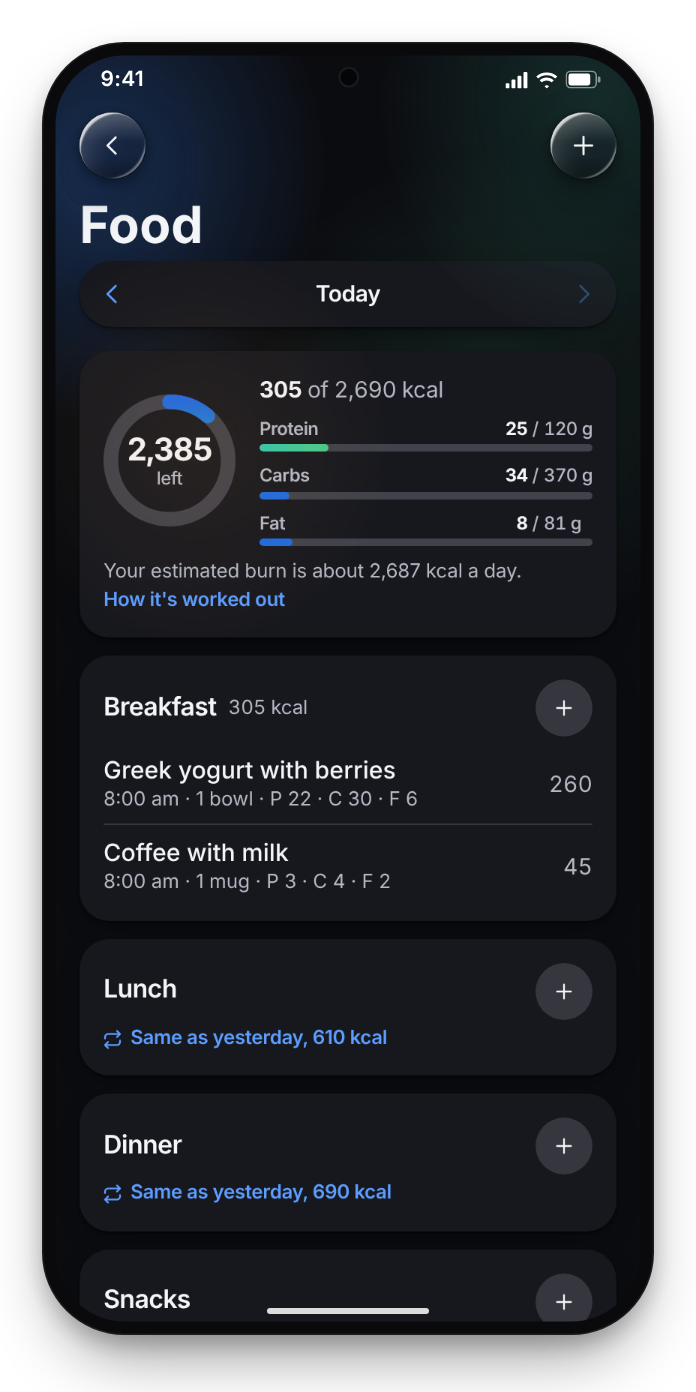 9:41
Food
Today
2,385
left
305 of 2,690 kcal
Protein 25 / 120 g
Carbs 34 / 370 g
Fat 8 / 81 g
Your estimated burn is about 2,687 kcal a day.
How it's worked out
Breakfast 305 kcal
Greek yogurt with berries 260
8:00 am · 1 bowl · P 22 · C 30 · F 6
Coffee with milk 45
8:00 am · 1 mug · P 3 · C 4 · F 2
Lunch
Same as yesterday, 610 kcal
Dinner
Same as yesterday, 690 kcal
Snacks